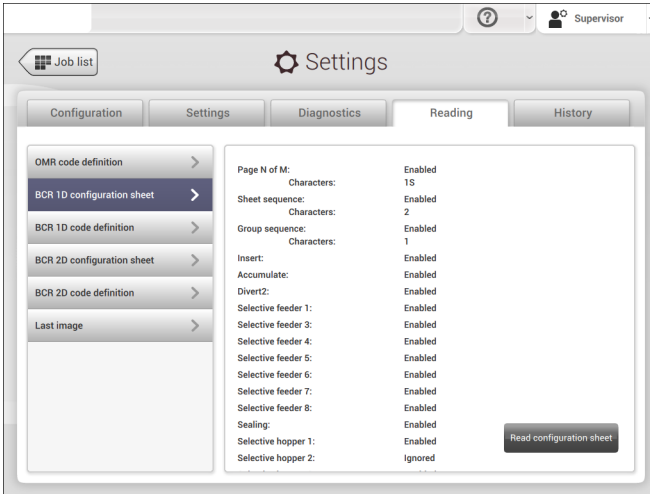 ? Supervisor
Job list
Settings
Configuration Settings Diagnostics Reading History
OMR code definition
BCR 1D configuration sheet
BCR 1D code definition
BCR 2D configuration sheet
BCR 2D code definition
Last image
Page N of M: Enabled
Characters: 1S
Sheet sequence: Enabled
Characters: 2
Group sequence: Enabled
Characters: 1
Insert: Enabled
Accumulate: Enabled
Divert2: Enabled
Selective feeder 1: Enabled
Selective feeder 3: Enabled
Selective feeder 4: Enabled
Selective feeder 5: Enabled
Selective feeder 6: Enabled
Selective feeder 7: Enabled
Selective feeder 8: Enabled
Sealing: Enabled
Selective hopper 1: Enabled
Selective hopper 2: Ignored
Read configuration sheet